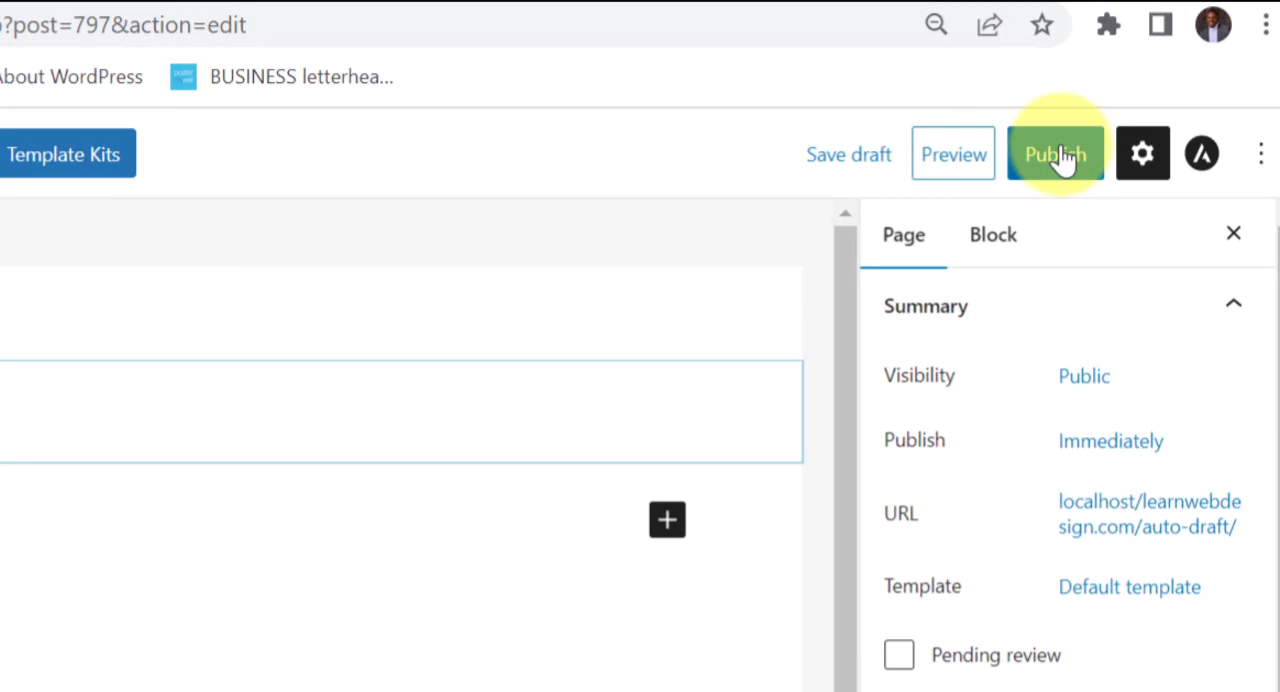 ?post=797&action=edit
About WordPress
BUSINESS letterhea...
Template Kits
Save draft
Preview
Publish
Page
Block
Summary
Visibility
Public
Publish
Immediately
URL
localhost/learnwebde
sign.com/auto-draft/
Template
Default template
Pending review